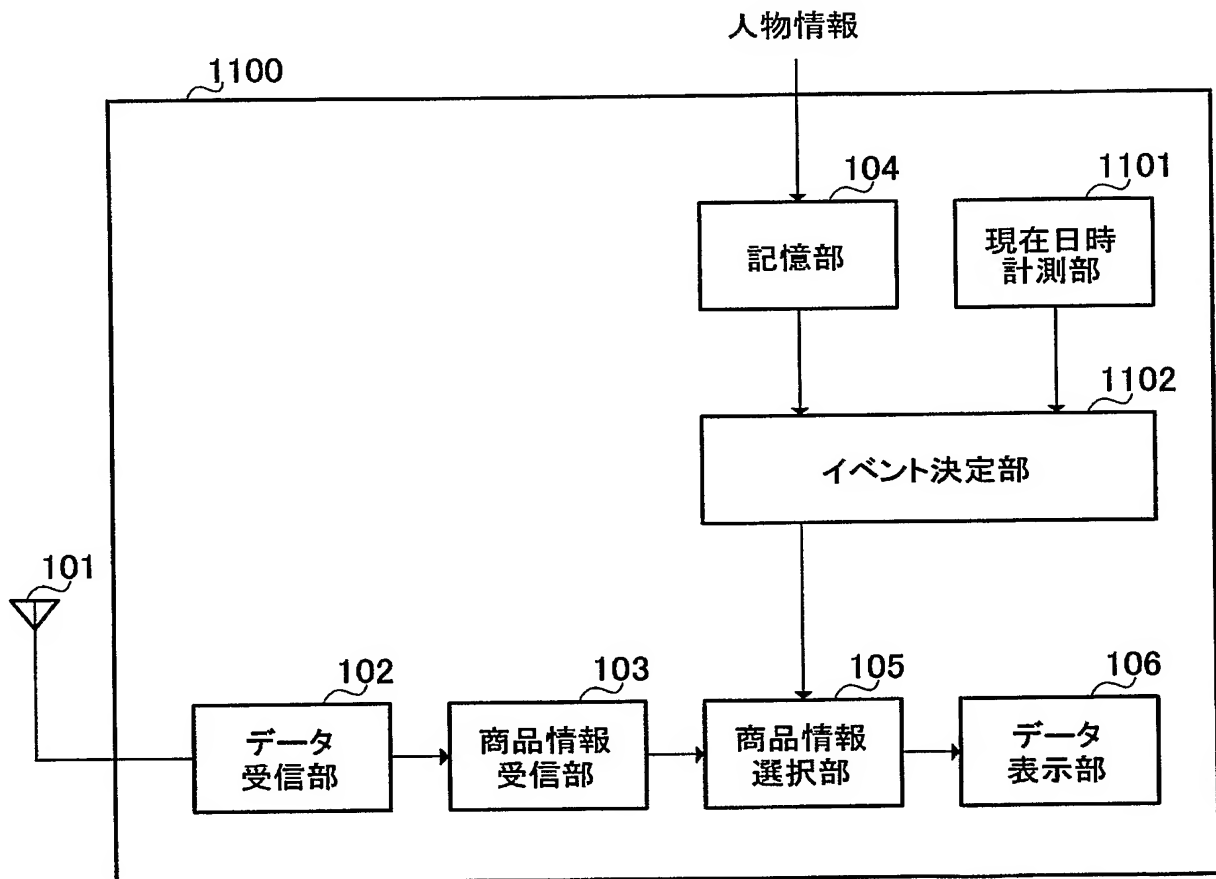 人物情報
1100
104
1101
記憶部
現在日時
計測部
1102
イベント決定部
101
102
103
105
106
データ
受信部
商品情報
受信部
商品情報
選択部
データ
表示部